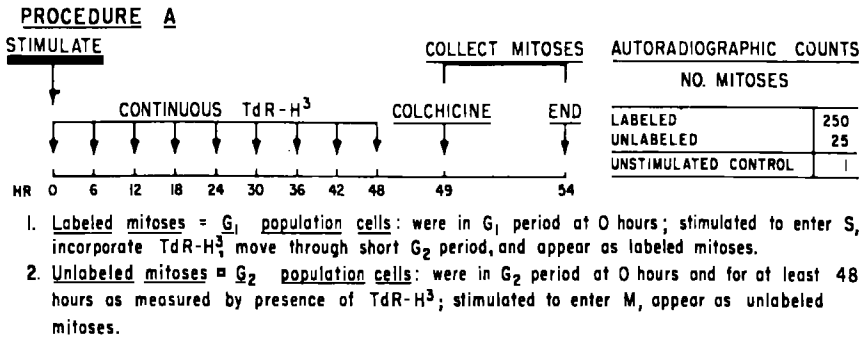 PROCEDURE A
STIMULATE
COLLECT MITOSES
AUTORADIOGRAPHIC COUNTS
NO. MITOSES
CONTINUOUS TdR-H³
COLCHICINE
END
LABELED 250
UNLABELED 25
UNSTIMULATED CONTROL 1
HR 0 6 12 18 24 30 36 42 48 49 54
1. Labeled mitoses = G₁ population cells: were in G₁ period at 0 hours; stimulated to enter S,
incorporate TdR-H³, move through short G₂ period, and appear as labeled mitoses.
2. Unlabeled mitoses = G₂ population cells: were in G₂ period at 0 hours and for at least 48
hours as measured by presence of TdR-H³; stimulated to enter M, appear as unlabeled
mitoses.